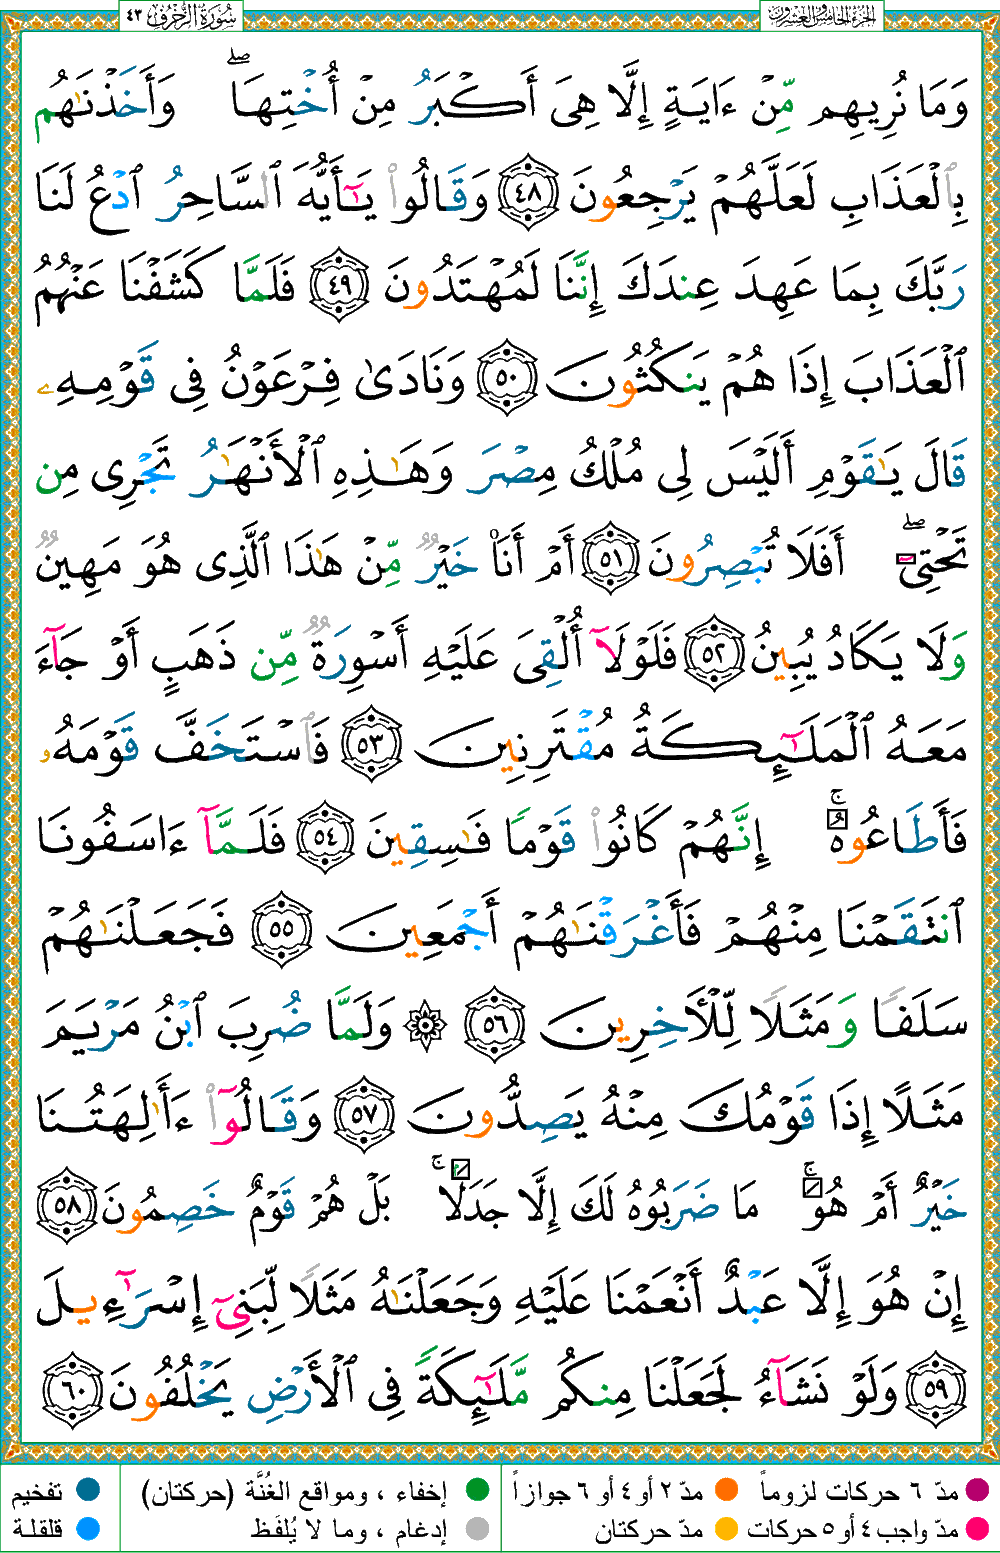 سُورَةُ الزُّخْرُفِ ٤٣
الجزء الخامس والعشرون
وَمَا نُرِيهِم مِّنْ ءَايَةٍ إِلَّا هِىَ أَكْبَرُ مِنْ أُخْتِهَا ۖ وَأَخَذْنَٰهُم
بِٱلْعَذَابِ لَعَلَّهُمْ يَرْجِعُونَ ٤٨ وَقَالُوا۟ يَٰٓأَيُّهَ ٱلسَّاحِرُ ٱدْعُ لَنَا
رَبَّكَ بِمَا عَهِدَ عِندَكَ إِنَّنَا لَمُهْتَدُونَ ٤٩ فَلَمَّا كَشَفْنَا عَنْهُمُ
ٱلْعَذَابَ إِذَا هُمْ يَنكُثُونَ ٥٠ وَنَادَىٰ فِرْعَوْنُ فِى قَوْمِهِۦ
قَالَ يَٰقَوْمِ أَلَيْسَ لِى مُلْكُ مِصْرَ وَهَٰذِهِ ٱلْأَنْهَٰرُ تَجْرِى مِن
تَحْتِىٓ ۖ أَفَلَا تُبْصِرُونَ ٥١ أَمْ أَنَا۠ خَيْرٌ مِّنْ هَٰذَا ٱلَّذِى هُوَ مَهِينٌ
وَلَا يَكَادُ يُبِينُ ٥٢ فَلَوْلَآ أُلْقِىَ عَلَيْهِ أَسْوِرَةٌ مِّن ذَهَبٍ أَوْ جَآءَ
مَعَهُ ٱلْمَلَٰٓئِكَةُ مُقْتَرِنِينَ ٥٣ فَٱسْتَخَفَّ قَوْمَهُۥ
فَأَطَاعُوهُ ۚ إِنَّهُمْ كَانُوا۟ قَوْمًا فَٰسِقِينَ ٥٤ فَلَمَّآ ءَاسَفُونَا
ٱنتَقَمْنَا مِنْهُمْ فَأَغْرَقْنَٰهُمْ أَجْمَعِينَ ٥٥ فَجَعَلْنَٰهُمْ
سَلَفًا وَمَثَلًا لِّلْأَخِرِينَ ٥٦ ۞ وَلَمَّا ضُرِبَ ٱبْنُ مَرْيَمَ
مَثَلًا إِذَا قَوْمُكَ مِنْهُ يَصِدُّونَ ٥٧ وَقَالُوٓا۟ ءَأَٰلِهَتُنَا
خَيْرٌ أَمْ هُوَ ۚ مَا ضَرَبُوهُ لَكَ إِلَّا جَدَلًۢا ۚ بَلْ هُمْ قَوْمٌ خَصِمُونَ ٥٨
إِنْ هُوَ إِلَّا عَبْدٌ أَنْعَمْنَا عَلَيْهِ وَجَعَلْنَٰهُ مَثَلًا لِّبَنِىٓ إِسْرَٰٓءِيلَ
٥٩ وَلَوْ نَشَآءُ لَجَعَلْنَا مِنكُم مَّلَٰٓئِكَةً فِى ٱلْأَرْضِ يَخْلُفُونَ ٦٠
مدّ ٦ حركات لزوماً مدّ ٢ أو ٤ أو ٦ جوازاً إخفاء ، ومواقع الغُنَّة (حركتان) تفخيم
مدّ واجب ٤ أو ٥ حركات مدّ حركتان إدغام ، وما لا يُلفَظ قلقلة